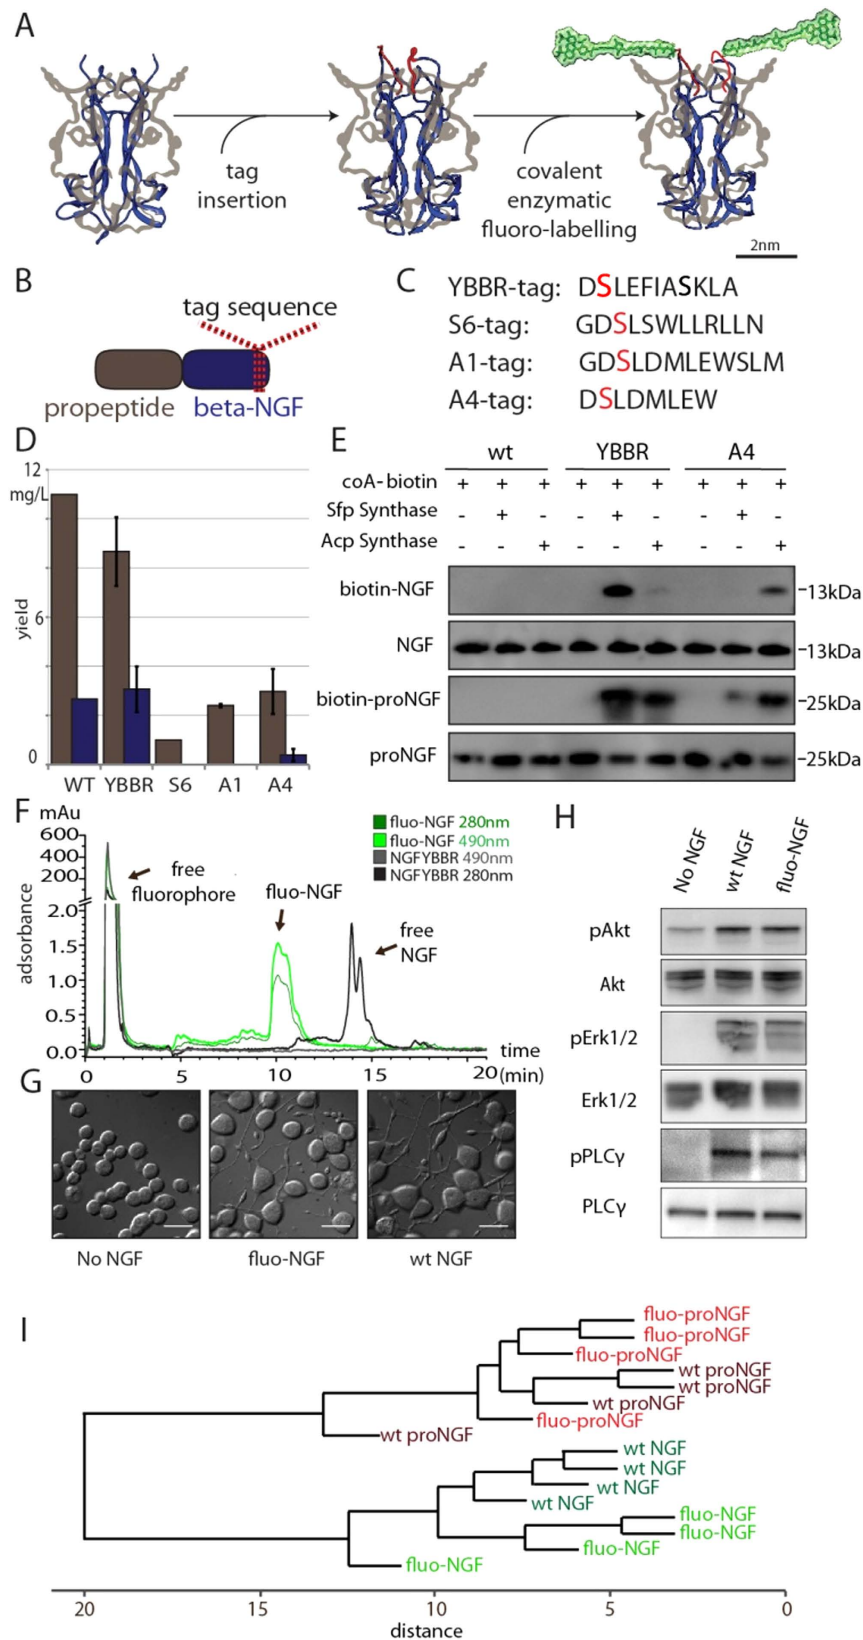 A
tag
insertion
covalent
enzymatic
fluoro-labelling
2nm
B
tag sequence
propeptide
beta-NGF
C
YBBR-tag: DSLEFIASKLA
S6-tag: GDSLSWLLRLLN
A1-tag: GDSLDMLEWSLM
A4-tag: DSLDMLEW
D
12
mg/L
6
yield
0
WT YBBR S6 A1 A4
E
wt YBBR A4
coA-biotin + + + + + + + + +
Sfp Synthase - + - - + - - + -
Acp Synthase - - + - - + - - +
biotin-NGF -13kDa
NGF -13kDa
biotin-proNGF -25kDa
proNGF -25kDa
F
mAu
600
400
200
2.0
1.5
1.0
0.5
0.0
adsorbance
free
fluorophore
fluo-NGF
free
NGF
fluo-NGF 280nm
fluo-NGF 490nm
NGFYBBR 490nm
NGFYBBR 280nm
0 5 10 15 20
time
(min)
G
No NGF fluo-NGF wt NGF
H
No NGF wt NGF fluo-NGF
pAkt
Akt
pErk1/2
Erk1/2
pPLCγ
PLCγ
I
fluo-proNGF
fluo-proNGF
fluo-proNGF
wt proNGF
wt proNGF
wt proNGF
fluo-proNGF
wt proNGF
wt NGF
wt NGF
wt NGF
wt NGF
fluo-NGF
fluo-NGF
fluo-NGF
fluo-NGF
20 15 10 5 0
distance